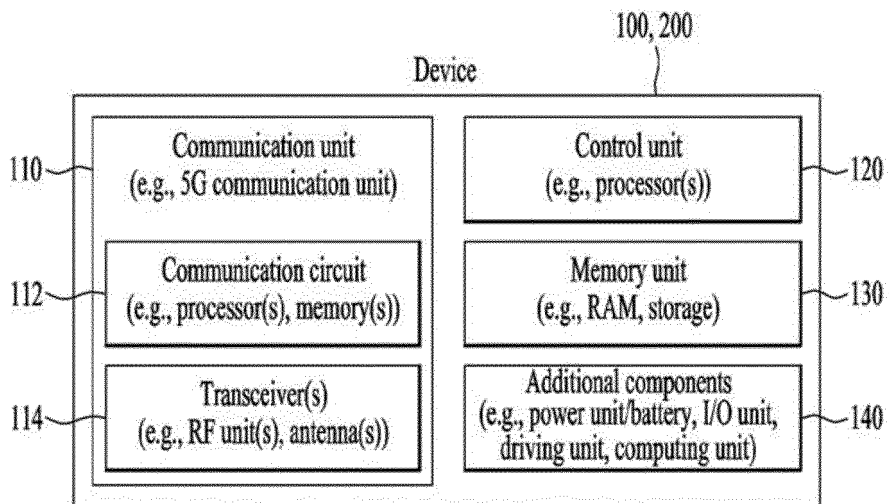 100, 200
Device
110
Communication unit
(e.g., 5G communication unit)
112
Communication circuit
(e.g., processor(s), memory(s))
114
Transceiver(s)
(e.g., RF unit(s), antenna(s))
Control unit
(e.g., processor(s))
120
Memory unit
(e.g., RAM, storage)
130
Additional components
(e.g., power unit/battery, I/O unit,
driving unit, computing unit)
140